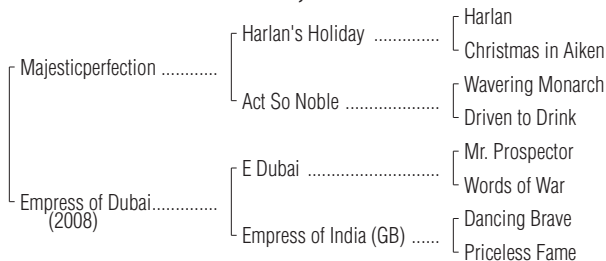 Harlan
Harlan's Holiday ..............
Christmas in Aiken
Majesticperfection ............
Wavering Monarch
Act So Noble ....................
Driven to Drink
Mr. Prospector
E Dubai ............................
Words of War
Empress of Dubai..............
(2008)
Dancing Brave
Empress of India (GB) ......
Priceless Fame